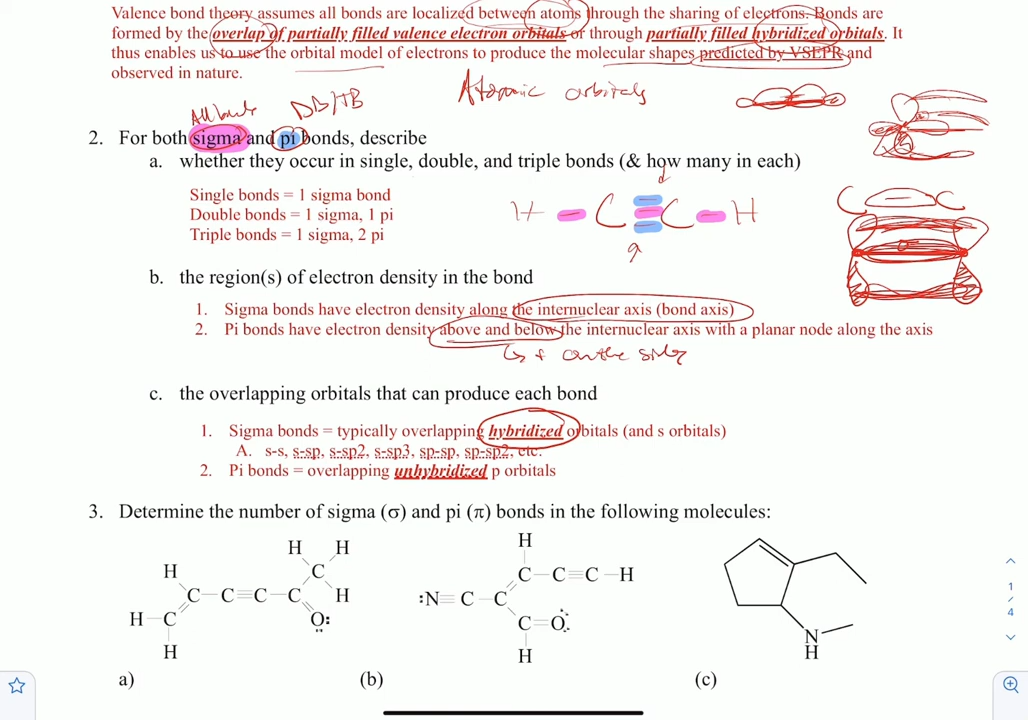 Valence bond theory assumes all bonds are localized between atoms through the sharing of electrons. Bonds are
formed by the overlap of partially filled valence electron orbitals or through partially filled hybridized orbitals. It
thus enables us to use the orbital model of electrons to produce the molecular shapes predicted by VSEPR and
observed in nature.
Atomic orbitals
All bonds DB/TB
2. For both sigma and pi bonds, describe
a. whether they occur in single, double, and triple bonds (& how many in each)
Single bonds = 1 sigma bond
Double bonds = 1 sigma, 1 pi
Triple bonds = 1 sigma, 2 pi
H C C H
C C
b. the region(s) of electron density in the bond
1. Sigma bonds have electron density along the internuclear axis (bond axis)
2. Pi bonds have electron density above and below the internuclear axis with a planar node along the axis
on the side
c. the overlapping orbitals that can produce each bond
1. Sigma bonds = typically overlapping hybridized orbitals (and s orbitals)
A. s-s, s-sp, s-sp2, s-sp3, sp-sp, sp-sp2, etc.
2. Pi bonds = overlapping unhybridized p orbitals
3. Determine the number of sigma (σ) and pi (π) bonds in the following molecules:
H H
H C
C-C≡C-C H
H-C O:
H
H
C-C≡C-H
:N≡C-C
C=O:
H
N
H
a) (b) (c)
1
/
4